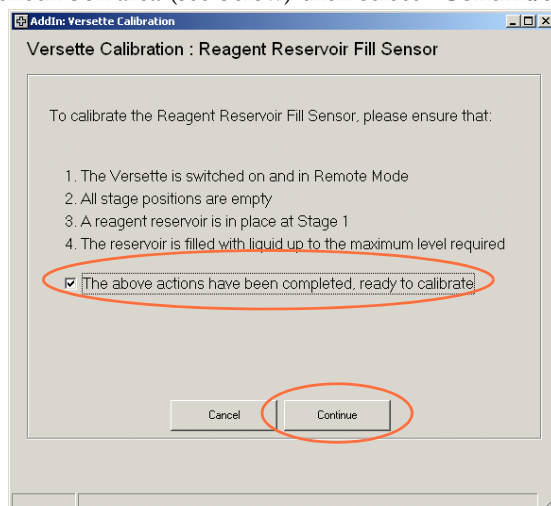 AddIn: Versette Calibration
Versette Calibration : Reagent Reservoir Fill Sensor
To calibrate the Reagent Reservoir Fill Sensor, please ensure that:
1. The Versette is switched on and in Remote Mode
2. All stage positions are empty
3. A reagent reservoir is in place at Stage 1
4. The reservoir is filled with liquid up to the maximum level required
The above actions have been completed, ready to calibrate
Cancel Continue